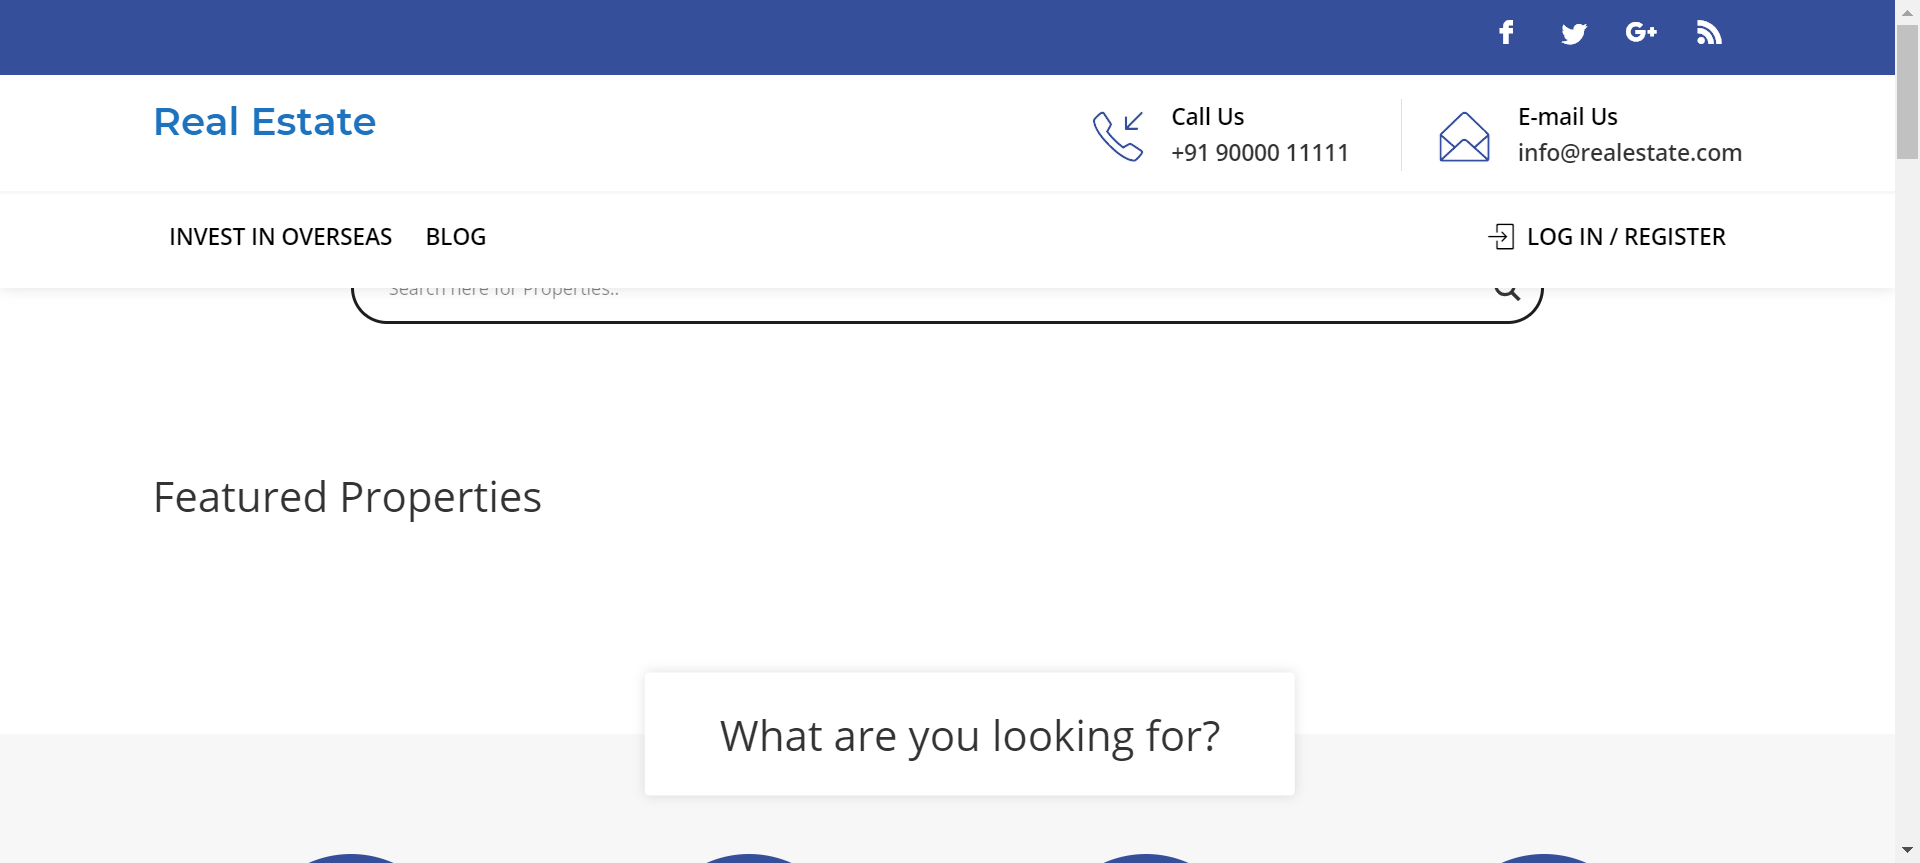 Real Estate
Call Us
+91 90000 11111
E-mail Us
info@realestate.com
INVEST IN OVERSEAS
BLOG
LOG IN / REGISTER
Search here for Properties..
Featured Properties
What are you looking for?